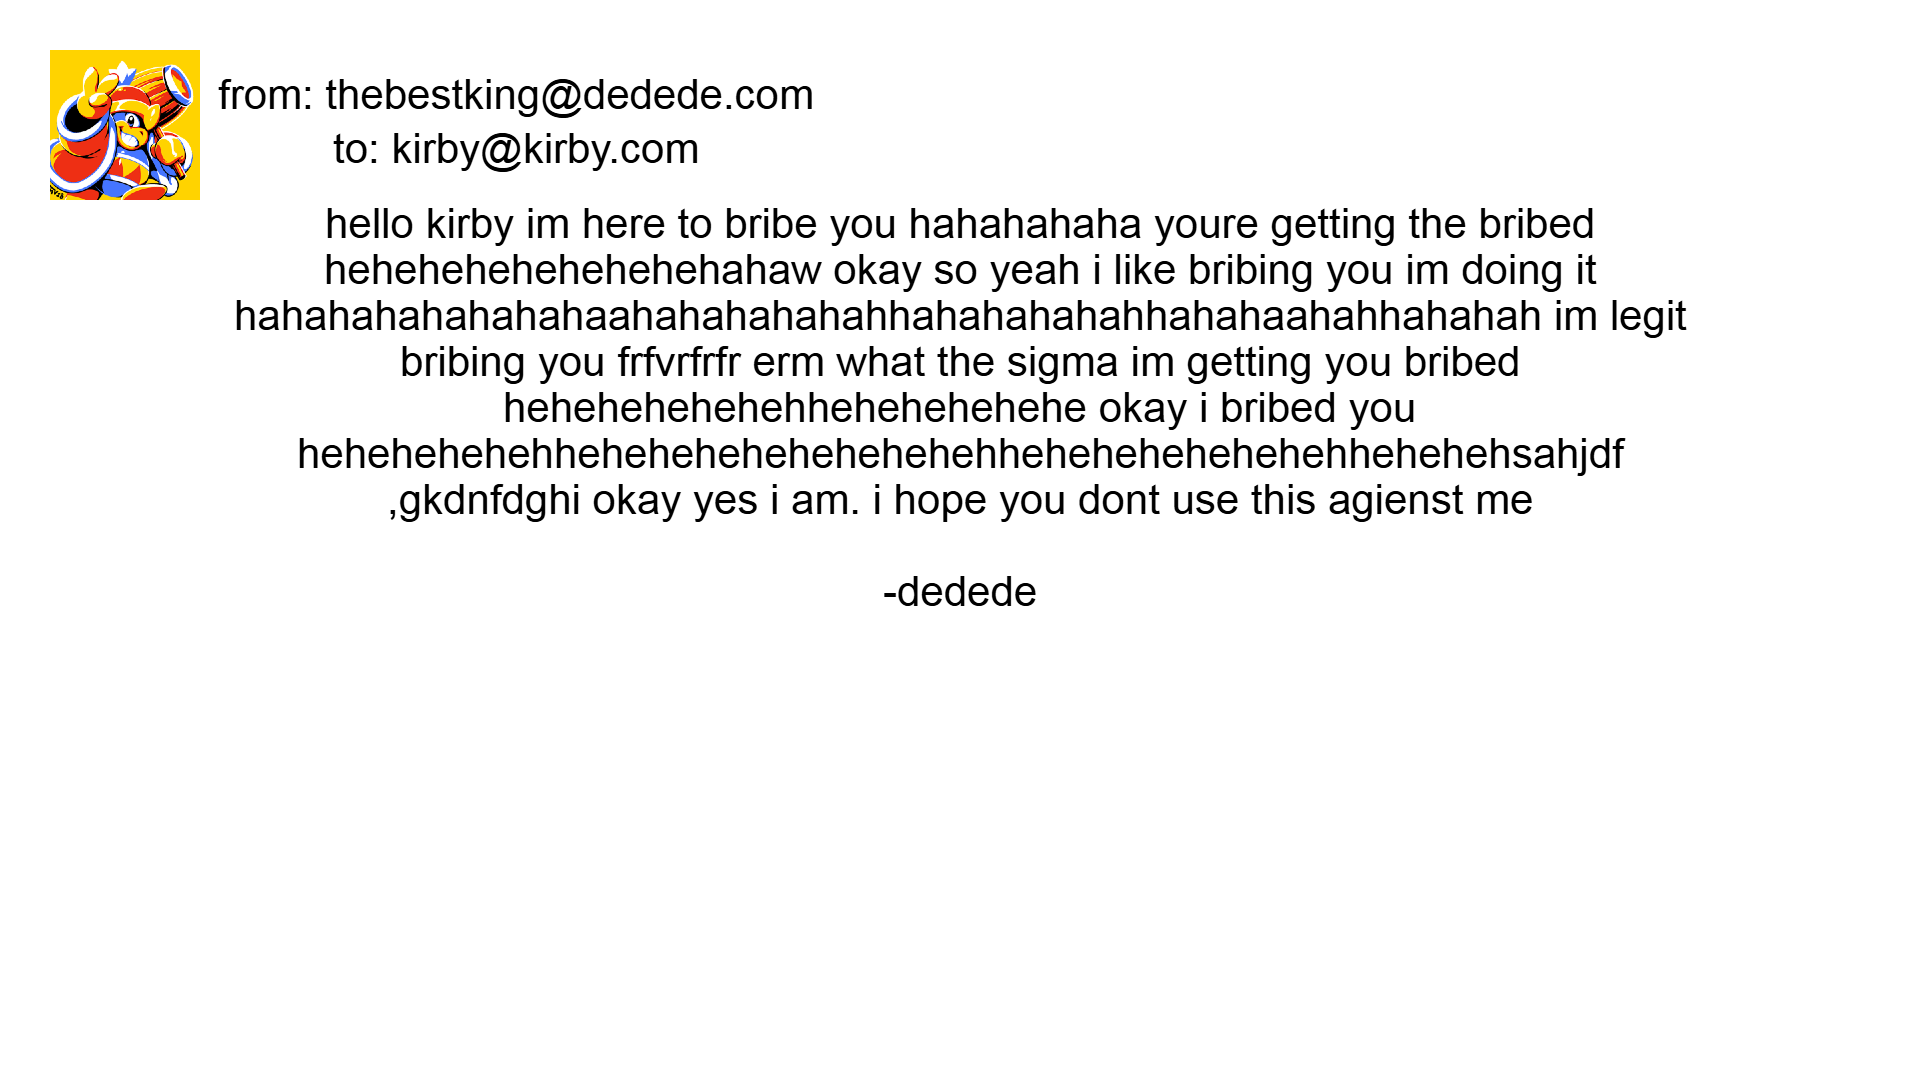 from: thebestking@dedede.com
to: kirby@kirby.com
hello kirby im here to bribe you hahahahaha youre getting the bribed
hehehehehehehehehahaw okay so yeah i like bribing you im doing it
hahahahahahahahaahahahahahahhahahahahahhahahaahahhahahah im legit
bribing you frfvrfrfr erm what the sigma im getting you bribed
hehehehehehehhehehehehehe okay i bribed you
hehehehehehhehehehehehehehehehhehehehehehehehhehehehsahjdf
,gkdnfdghi okay yes i am. i hope you dont use this agienst me
-dedede